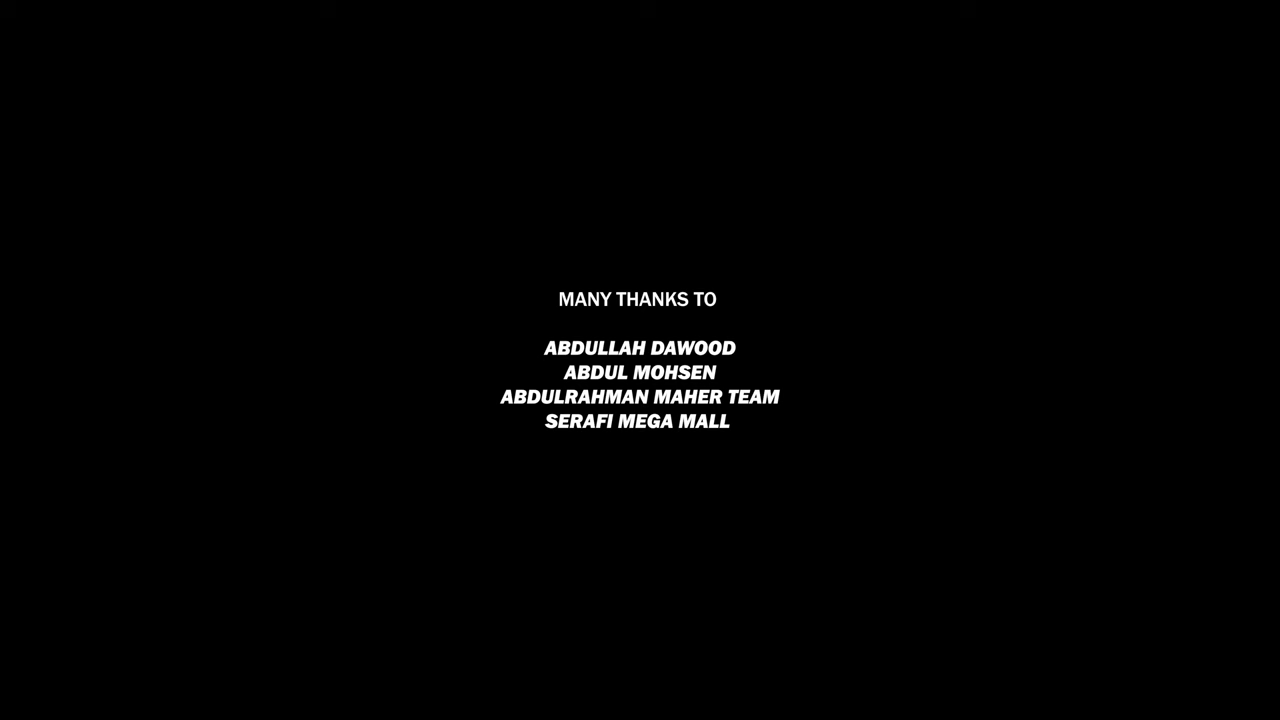 MANY THANKS TO
ABDULLAH DAWOOD
ABDUL MOHSEN
ABDULRAHMAN MAHER TEAM
SERAFI MEGA MALL